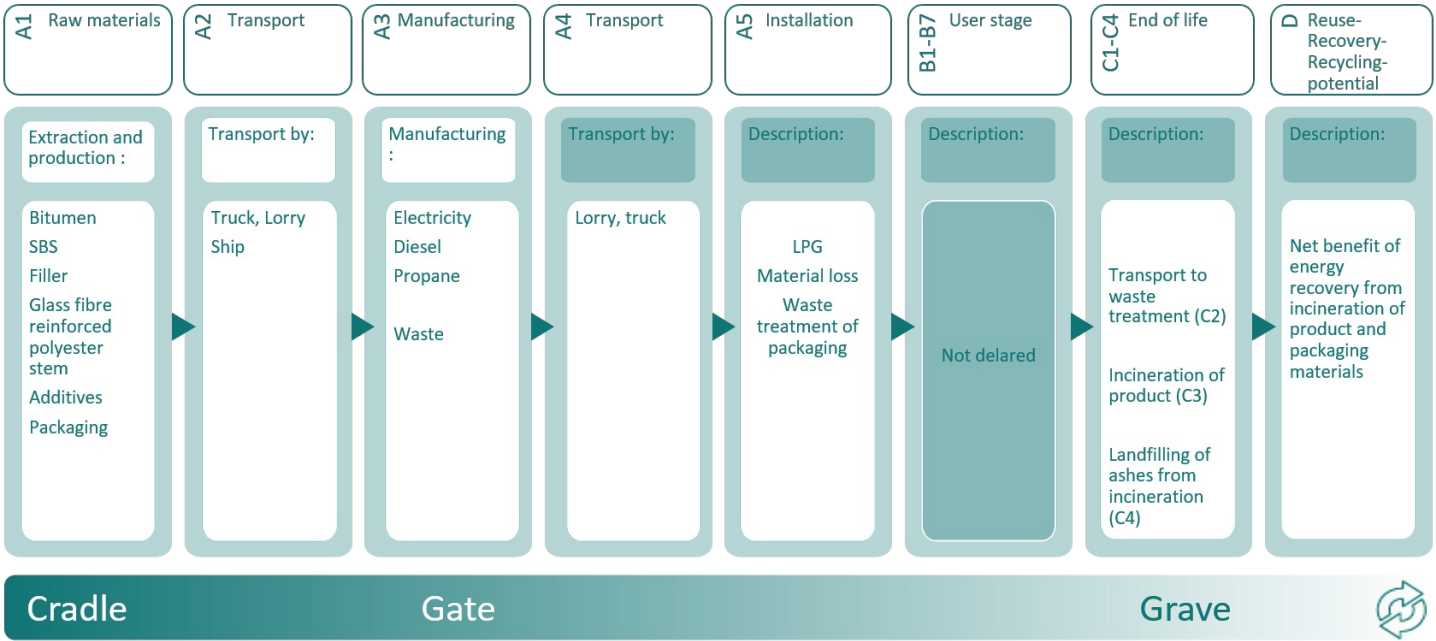 A1 Raw materials
A2 Transport
A3 Manufacturing
A4 Transport
A5 Installation
B1-B7 User stage
C1-C4 End of life
D Reuse-
Recovery-
Recycling-
potential
Extraction and
production :
Bitumen
SBS
Filler
Glass fibre
reinforced
polyester
stem
Additives
Packaging
Transport by:
Truck, Lorry
Ship
Manufacturing
:
Electricity
Diesel
Propane
Waste
Transport by:
Lorry, truck
Description:
LPG
Material loss
Waste
treatment of
packaging
Description:
Not delared
Description:
Transport to
waste
treatment (C2)
Incineration of
product (C3)
Landfilling of
ashes from
incineration
(C4)
Description:
Net benefit of
energy
recovery from
incineration of
product and
packaging
materials
Cradle
Gate
Grave